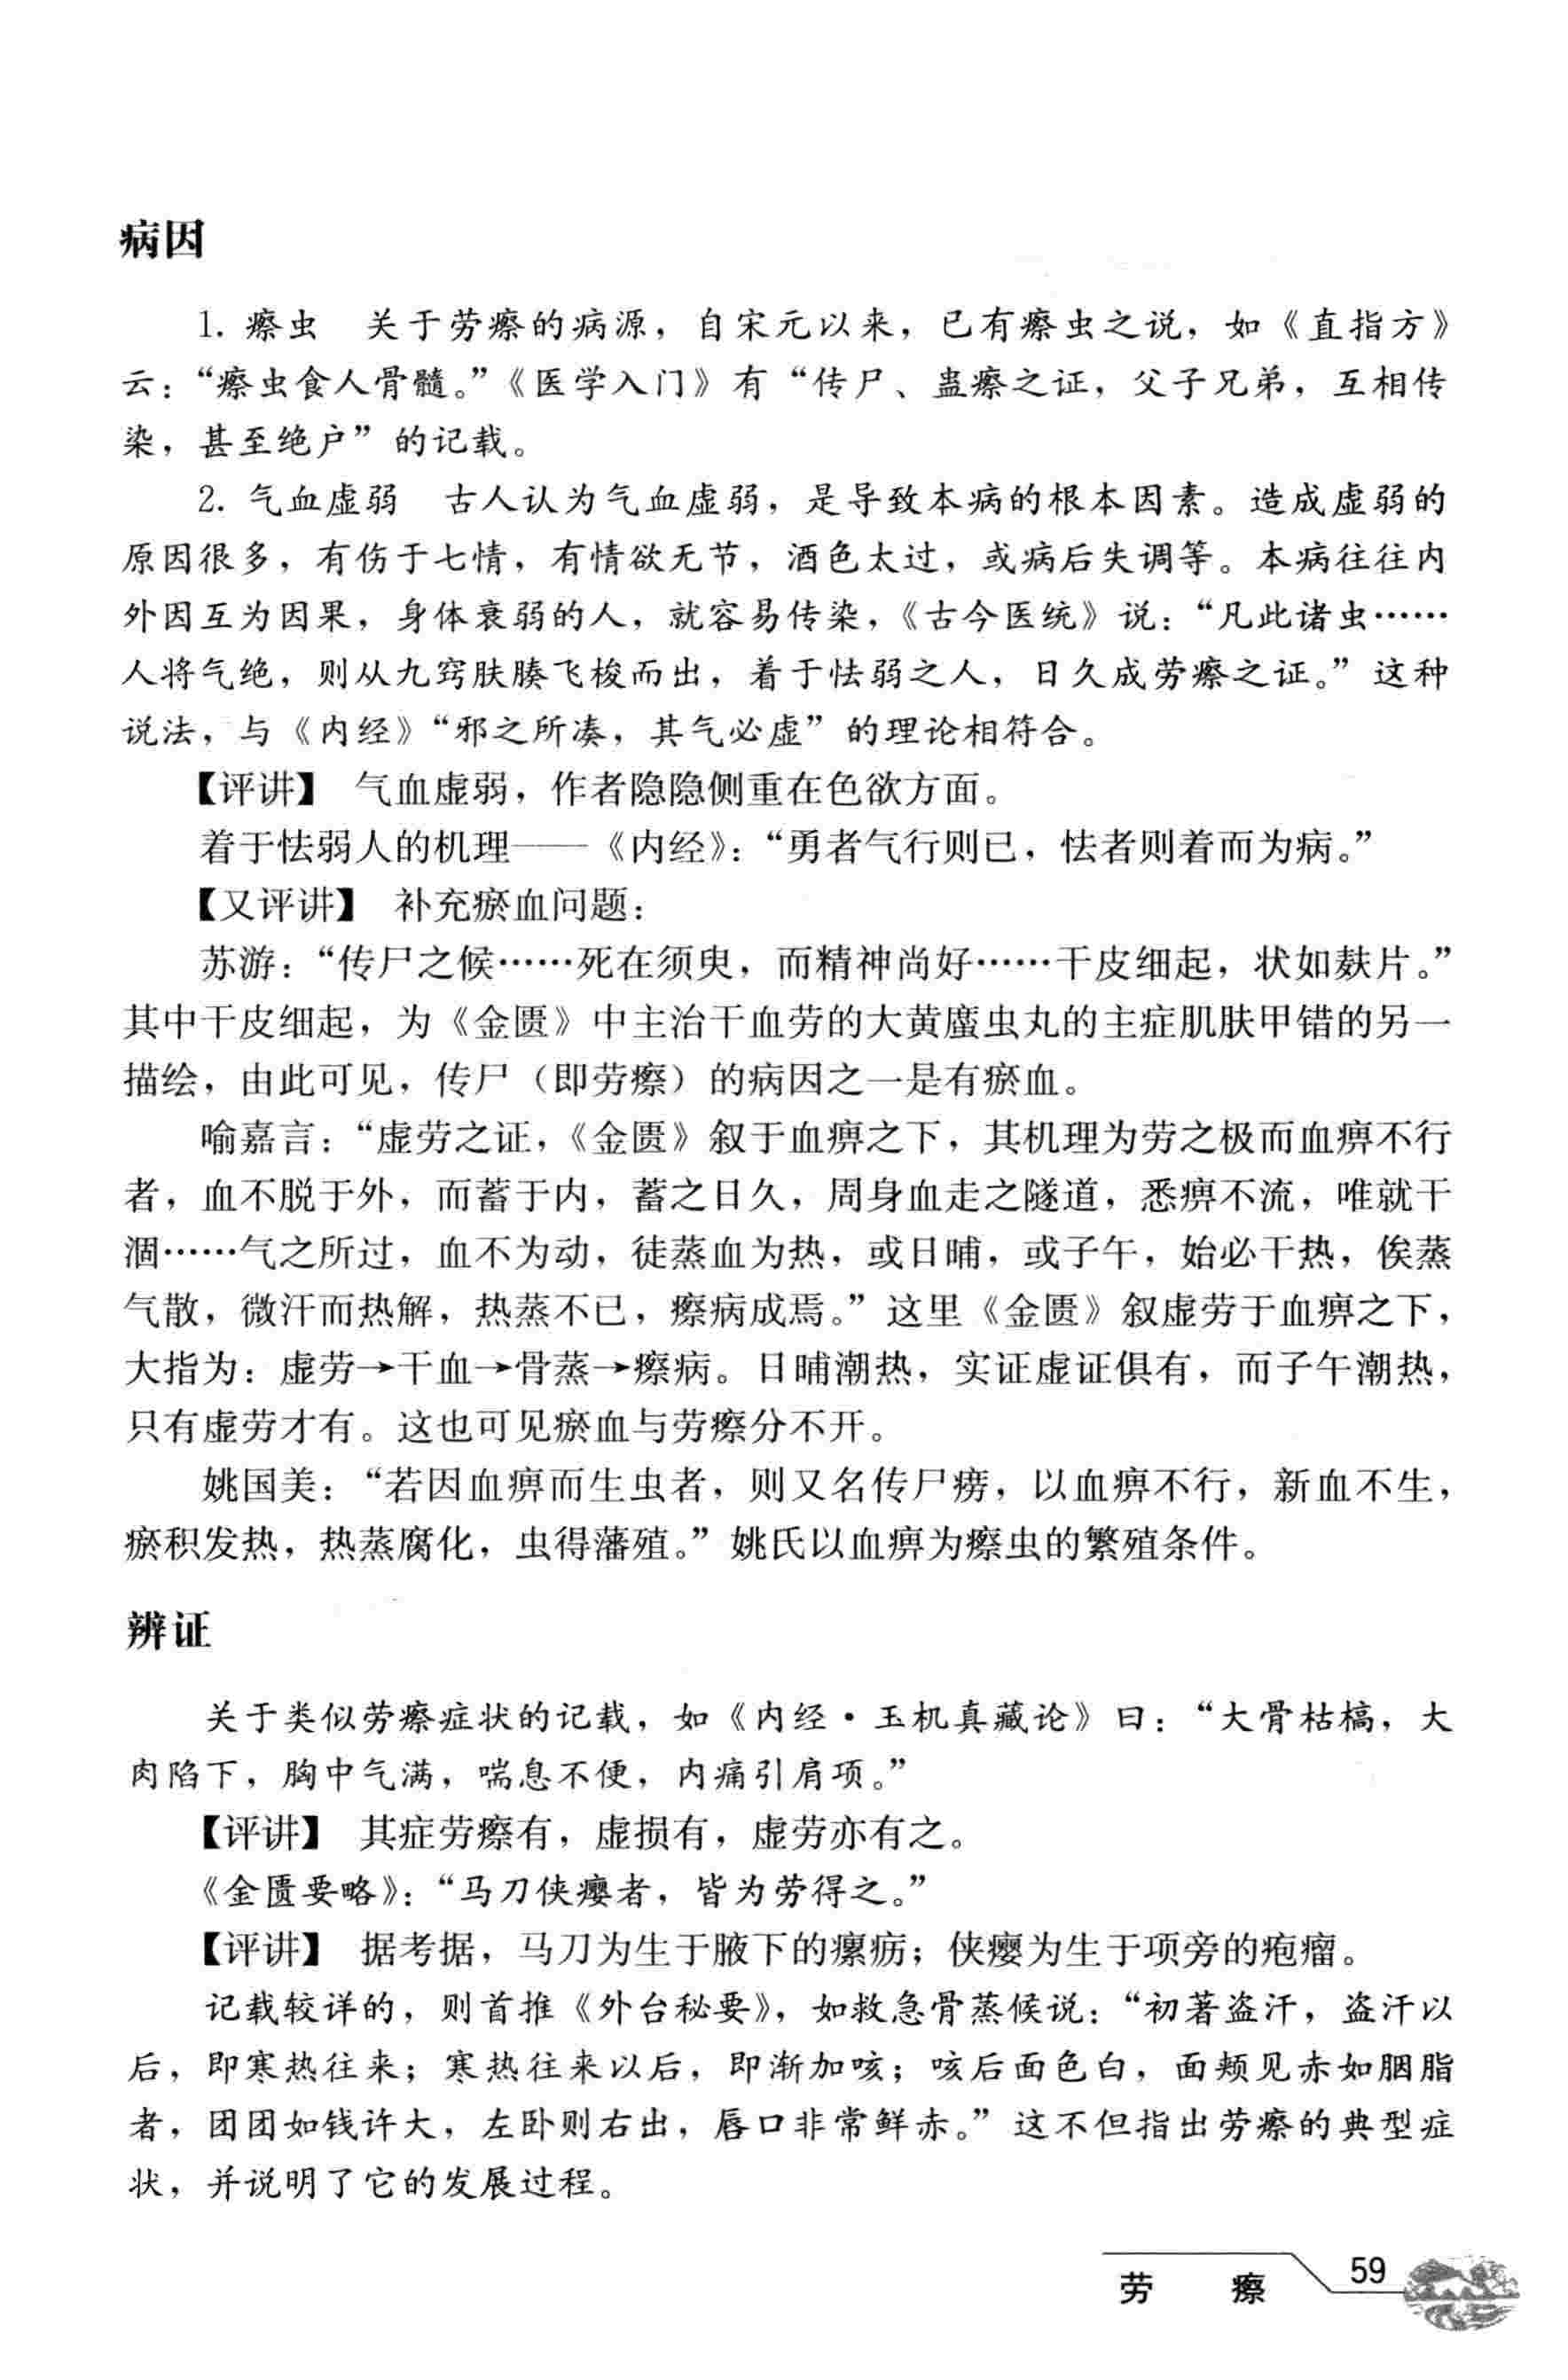 病因
1. 瘵虫　关于劳瘵的病源，自宋元以来，已有瘵虫之说，如《直指方》
云：“瘵虫食人骨髓。”《医学入门》有“传尸、蛊瘵之证，父子兄弟，互相传
染，甚至绝户”的记载。
2. 气血虚弱　古人认为气血虚弱，是导致本病的根本因素。造成虚弱的
原因很多，有伤于七情，有情欲无节，酒色太过，或病后失调等。本病往往内
外因互为因果，身体衰弱的人，就容易传染，《古今医统》说：“凡此诸虫……
人将气绝，则从九窍肤腠飞梭而出，着于怯弱之人，日久成劳瘵之证。”这种
说法，与《内经》“邪之所凑，其气必虚”的理论相符合。
【评讲】　气血虚弱，作者隐隐侧重在色欲方面。
着于怯弱人的机理——《内经》：“勇者气行则已，怯者则着而为病。”
【又评讲】　补充瘀血问题：
苏游：“传尸之候……死在须臾，而精神尚好……干皮细起，状如麸片。”
其中干皮细起，为《金匮》中主治干血劳的大黄䗪虫丸的主症肌肤甲错的另一
描绘，由此可见，传尸（即劳瘵）的病因之一是有瘀血。
喻嘉言：“虚劳之证，《金匮》叙于血痹之下，其机理为劳之极而血痹不行
者，血不脱于外，而蓄于内，蓄之日久，周身血走之隧道，悉痹不流，唯就干
涸……气之所过，血不为动，徒蒸血为热，或日晡，或子午，始必干热，俟蒸
气散，微汗而热解，热蒸不已，瘵病成焉。”这里《金匮》叙虚劳于血痹之下，
大指为：虚劳→干血→骨蒸→瘵病。日晡潮热，实证虚证俱有，而子午潮热，
只有虚劳才有。这也可见瘀血与劳瘵分不开。
姚国美：“若因血痹而生虫者，则又名传尸痨，以血痹不行，新血不生，
瘀积发热，热蒸腐化，虫得藩殖。”姚氏以血痹为瘵虫的繁殖条件。
辨证
关于类似劳瘵症状的记载，如《内经·玉机真藏论》曰：“大骨枯槁，大
肉陷下，胸中气满，喘息不便，内痛引肩项。”
【评讲】　其症劳瘵有，虚损有，虚劳亦有之。
《金匮要略》：“马刀侠瘿者，皆为劳得之。”
【评讲】　据考据，马刀为生于腋下的瘰疬；侠瘿为生于项旁的疱瘤。
记载较详的，则首推《外台秘要》，如救急骨蒸候说：“初著盗汗，盗汗以
后，即寒热往来；寒热往来以后，即渐加咳；咳后面色白，面颊见赤如胭脂
者，团团如钱许大，左卧则右出，唇口非常鲜赤。”这不但指出劳瘵的典型症
状，并说明了它的发展过程。
劳　瘵　59